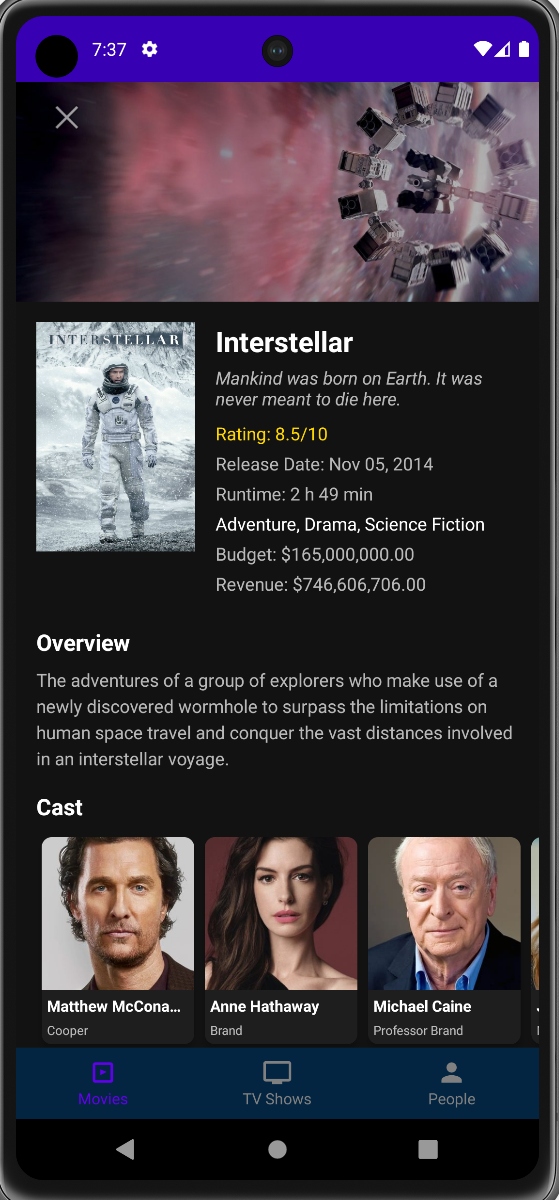 7:37
INTERSTELLAR
Interstellar
Mankind was born on Earth. It was
never meant to die here.
Rating: 8.5/10
Release Date: Nov 05, 2014
Runtime: 2 h 49 min
Adventure, Drama, Science Fiction
Budget: $165,000,000.00
Revenue: $746,606,706.00
Overview
The adventures of a group of explorers who make use of a
newly discovered wormhole to surpass the limitations on
human space travel and conquer the vast distances involved
in an interstellar voyage.
Cast
Matthew McCona...
Anne Hathaway
Michael Caine
Cooper
Brand
Professor Brand
Movies
TV Shows
People